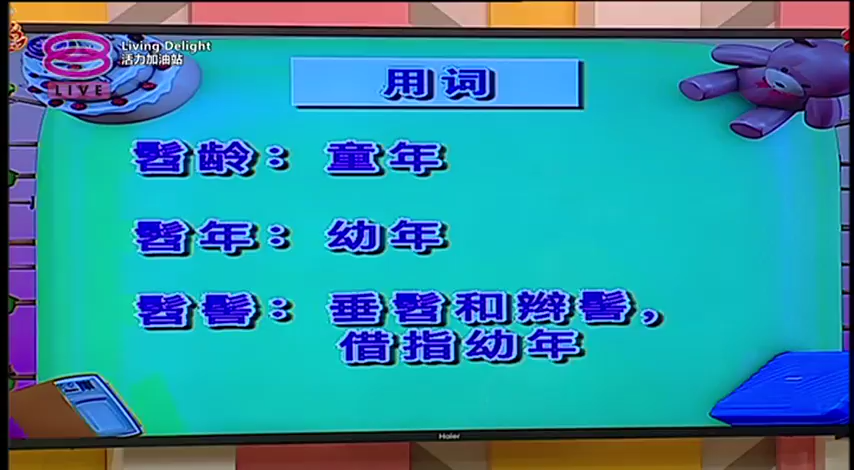 Living Delight
活力加油站
8
LIVE
用词
髫龄：童年
髫年：幼年
髫髻：垂髫和辫髻，
借指幼年
Haier